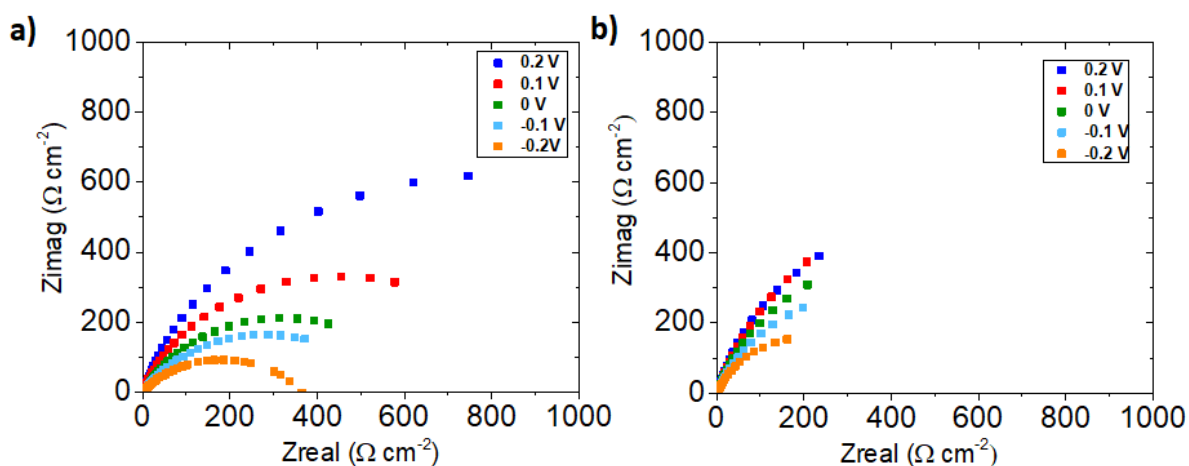 a)
1000
800
600
400
200
0
Zimag (Ω cm-2)
0 200 400 600 800 1000
Zreal (Ω cm-2)
0.2 V
0.1 V
0 V
-0.1 V
-0.2V
b)
1000
800
600
400
200
0
Zimag (Ω cm-2)
0 200 400 600 800 1000
Zreal (Ω cm-2)
0.2 V
0.1 V
0 V
-0.1 V
-0.2 V